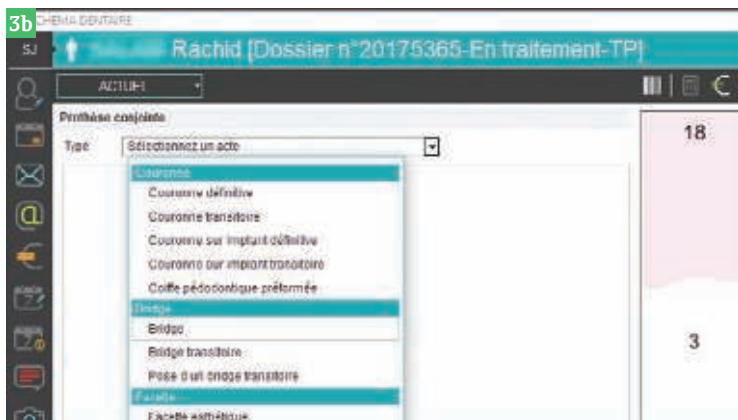 3b
SCHEMA DENTAIRE
SJ
Rachid [Dossier n°20175365-En traitement-TP]
ACTUEL
Prothèse conjointe
Type Sélectionnez un acte
18
Couronne
Couronne définitive
Couronne transitoire
Couronne sur implant définitive
Couronne sur implant transitoire
Coiffe pédodontique préformée
Bridge
Bridge
3
Bridge transitoire
Pose d'un bridge transitoire
Facette
Facette esthétique